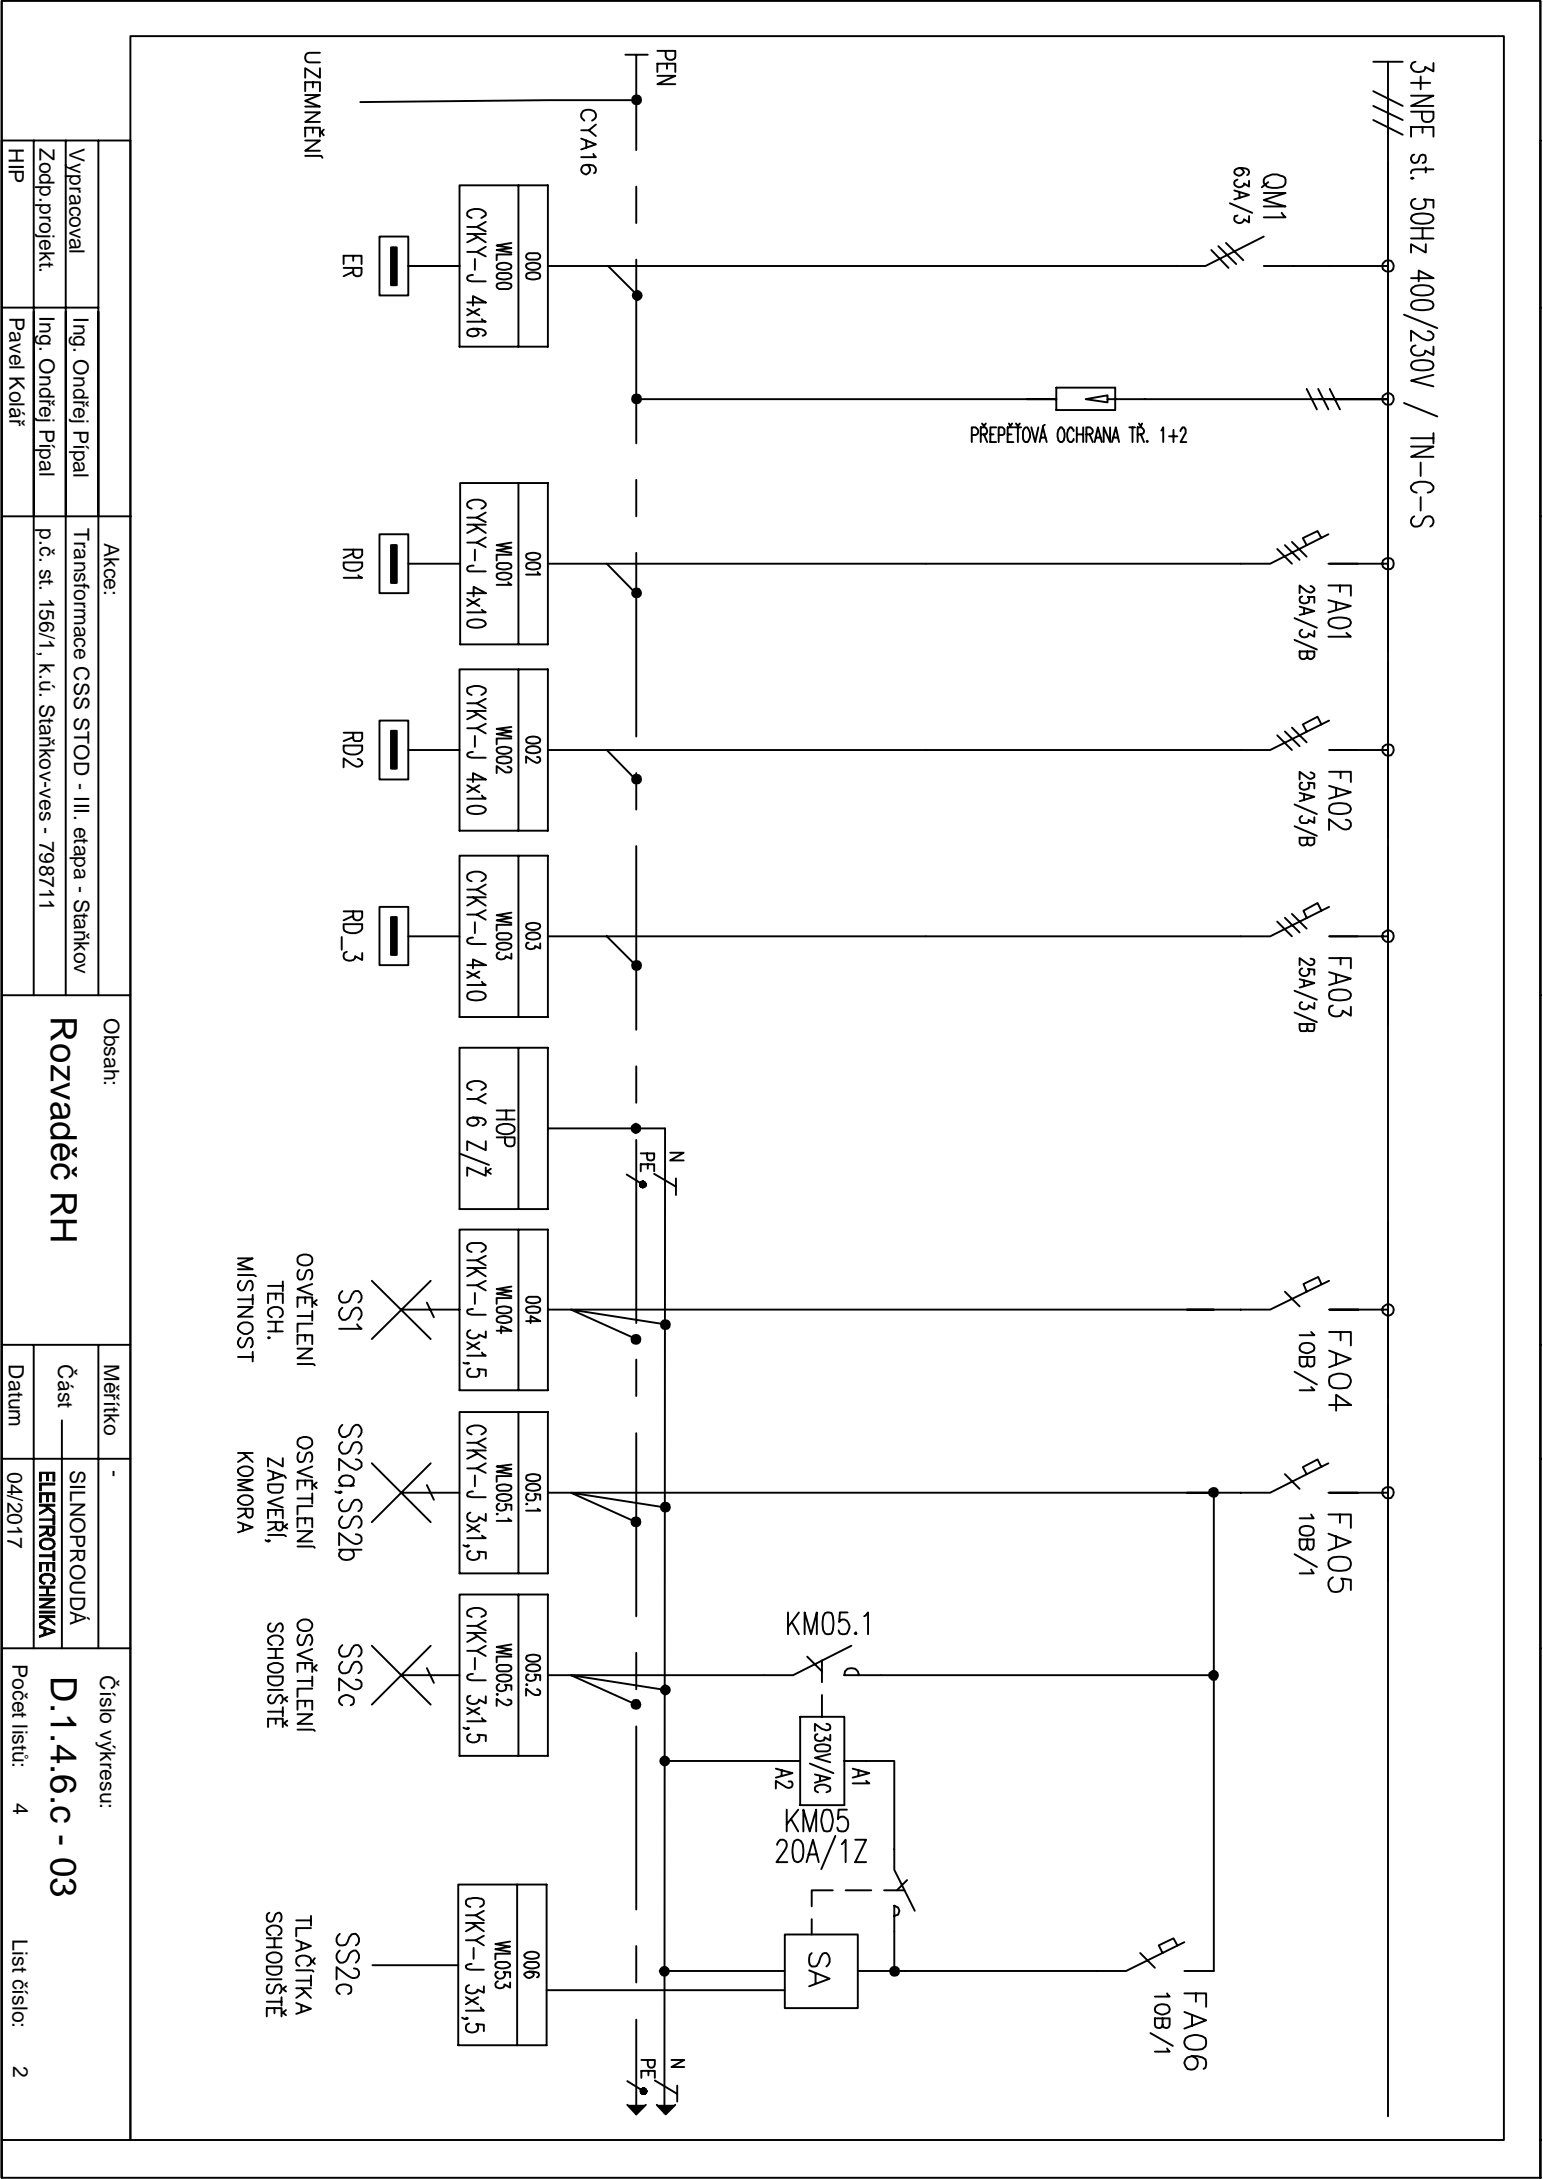 3+NPE st. 50Hz 400/230V / TN-C-S
QM1
63A/3
PŘEPĚŤOVÁ OCHRANA TŘ. 1+2
FA01
25A/3/B
FA02
25A/3/B
FA03
25A/3/B
FA04
10B/1
FA05
10B/1
FA06
10B/1
KM05.1
230V/AC
A1
A2
KM05
20A/1Z
SA
PEN
CYA16
UZEMNĚNÍ
N
PE
N
PE
000
WL000
CYKY-J 4x16
ER
001
WL001
CYKY-J 4x10
RD1
002
WL002
CYKY-J 4x10
RD2
003
WL003
CYKY-J 4x10
RD_3
HOP
CY 6 Z/Ž
004
WL004
CYKY-J 3x1,5
SS1
OSVĚTLENÍ
TECH.
MÍSTNOST
005.1
WL005.1
CYKY-J 3x1,5
SS2a,SS2b
OSVĚTLENÍ
ZÁDVEŘÍ,
KOMORA
005.2
WL005.2
CYKY-J 3x1,5
SS2c
OSVĚTLENÍ
SCHODIŠTĚ
006
WL053
CYKY-J 3x1,5
SS2c
TLAČÍTKA
SCHODIŠTĚ
Vypracoval
Ing. Ondřej Pípal
Zodp.projekt.
Ing. Ondřej Pípal
HIP
Pavel Kolář
Akce:
Transformace CSS STOD - III. etapa - Staňkov
p.č. st. 156/1, k.ú. Staňkov-ves - 798711
Obsah:
Rozvaděč RH
Měřítko
-
Část
SILNOPROUDÁ
ELEKTROTECHNIKA
Datum
04/2017
Číslo výkresu:
D.1.4.6.c - 03
Počet listů: 4
List číslo: 2